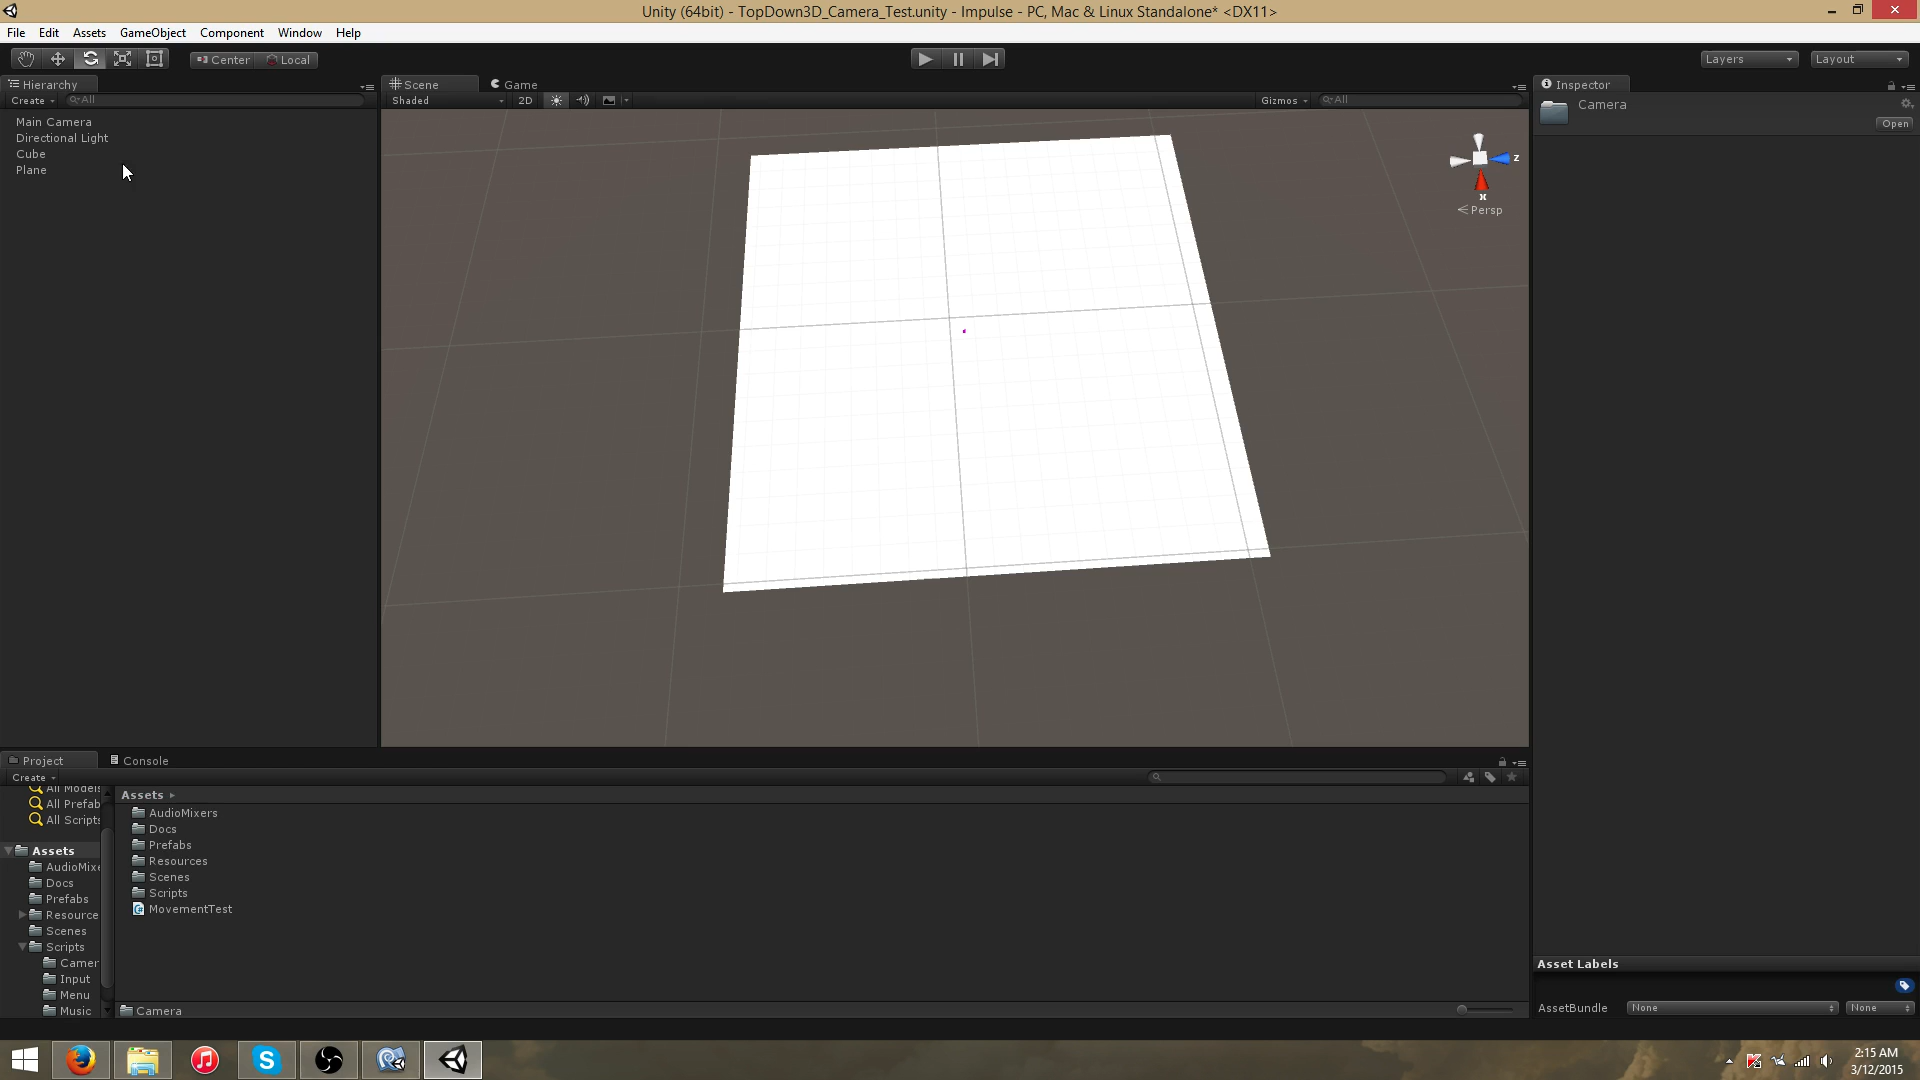 Unity (64bit) - TopDown3D_Camera_Test.unity - Impulse - PC, Mac & Linux Standalone* <DX11>
File Edit Assets GameObject Component Window Help
Center Local
Layers Layout
Hierarchy
Create All
Main Camera
Directional Light
Cube
Plane
Scene Game
Shaded 2D Gizmos All
z
x
Persp
Inspector
Camera
Open
Project Console
Create
All Models
All Prefab
All Scripts
Assets
AudioMixe
Docs
Prefabs
Resource
Scenes
Scripts
Camer
Input
Menu
Music
Assets
AudioMixers
Docs
Prefabs
Resources
Scenes
Scripts
MovementTest
Camera
Asset Labels
AssetBundle None None
2:15 AM
3/12/2015